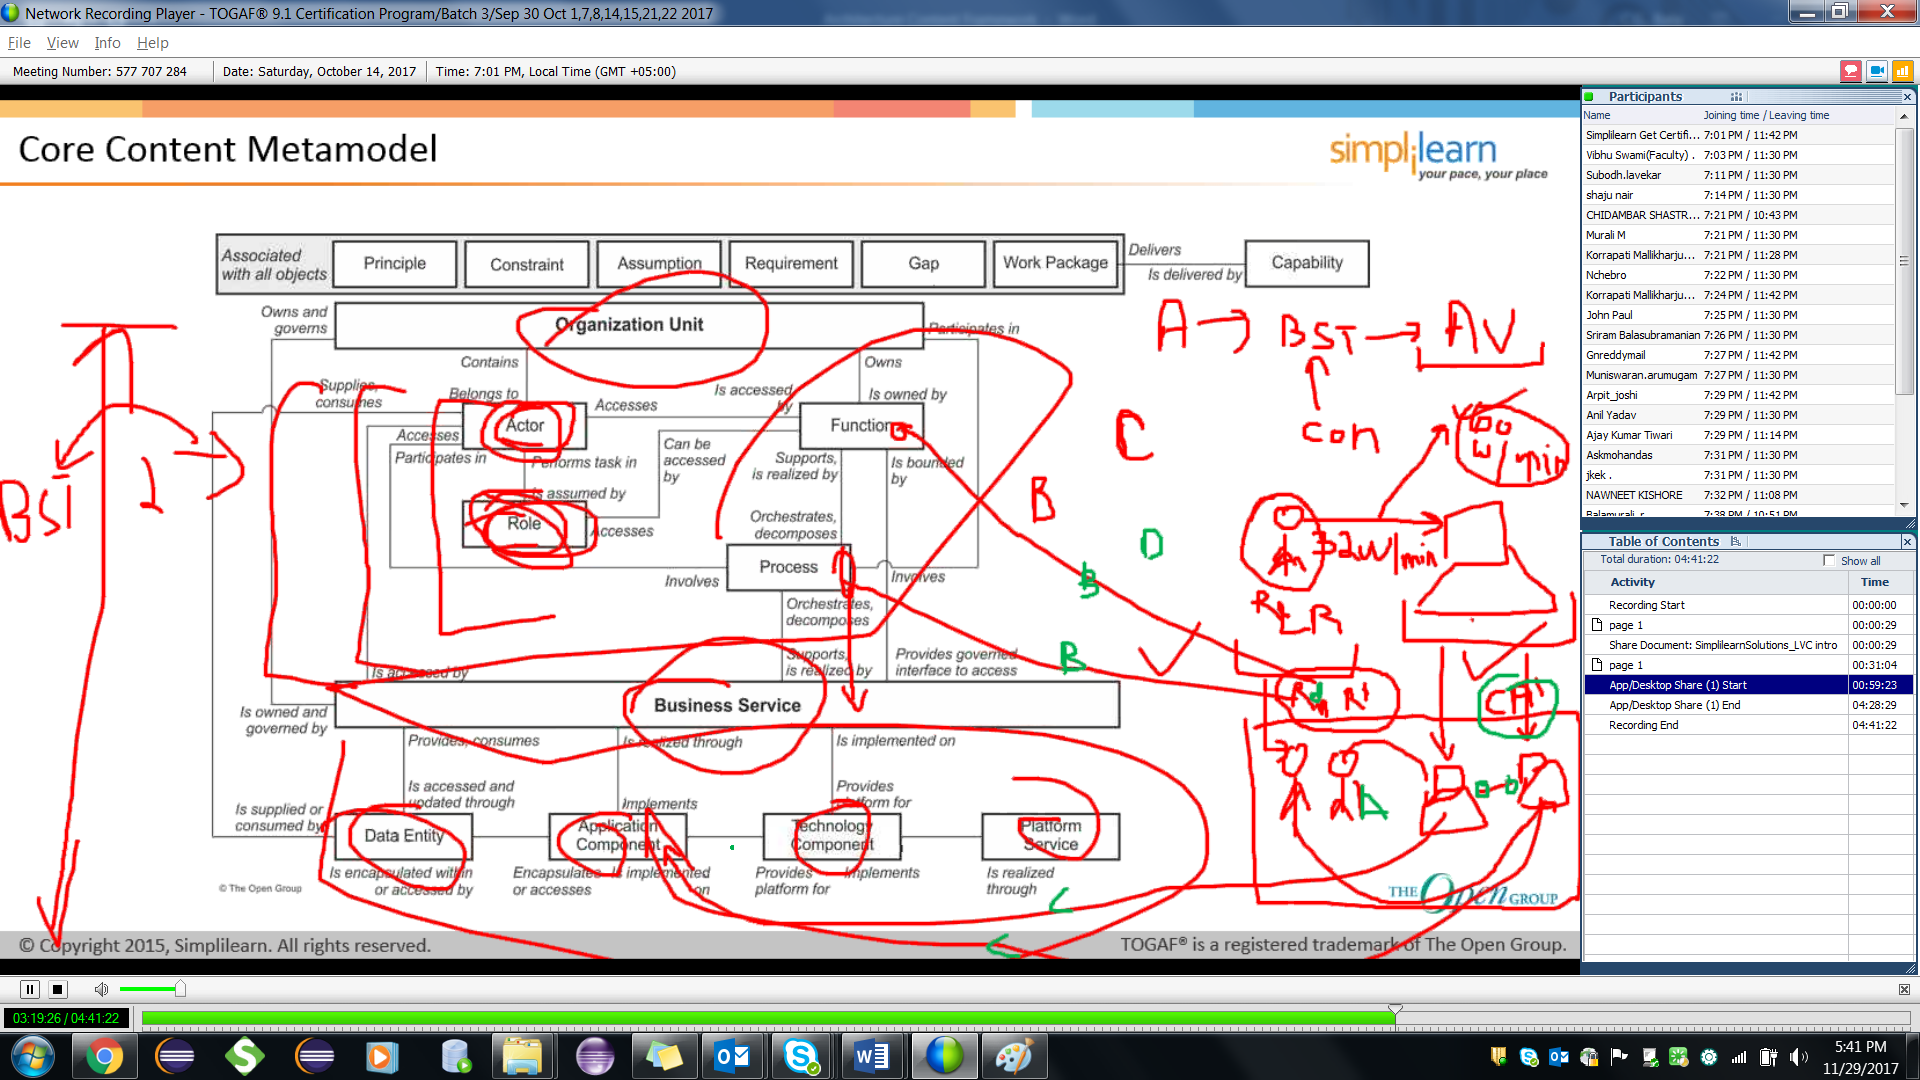 Network Recording Player - TOGAF® 9.1 Certification Program/Batch 3/Sep 30 Oct 1,7,8,14,15,21,22 2017
File View Info Help
Meeting Number: 577 707 284 Date: Saturday, October 14, 2017 Time: 7:01 PM, Local Time (GMT +05:00)
Core Content Metamodel
simplilearn
your pace, your place
Associated with all objects
Principle
Constraint
Assumption
Requirement
Gap
Work Package
Delivers
Is delivered by
Capability
Owns and governs
Organization Unit
Participates in
Contains
Belongs to
Owns
Is owned by
Supplies, consumes
Is accessed by
Actor
Accesses
Function
Accesses
Participates in
Performs task in
Can be accessed by
Supports, is realized by
Is bounded by
Is assumed by
Role
Accesses
Orchestrates, decomposes
Process
Involves
Involves
Orchestrates, decomposes
Supports, is realized by
Provides governed interface to access
Is accessed by
Business Service
Is owned and governed by
Provides, consumes
Is realized through
Is implemented on
Is accessed and updated through
Implements
Provides platform for
Is supplied or consumed by
Data Entity
Application Component
Technology Component
Platform Service
Is encapsulated within or accessed by
Encapsulates or accesses
Is implemented on
Provides platform for
Implements
Is realized through
© The Open Group
A → BST → AV
con
C
B
D
B
B
BST
32W/min
R
R
THE Open GROUP
© Copyright 2015, Simplilearn. All rights reserved.
TOGAF® is a registered trademark of The Open Group.
Participants
Name Joining time / Leaving time
Simplilearn Get Certifi... 7:01 PM / 11:42 PM
Vibhu Swami(Faculty) . 7:03 PM / 11:30 PM
Subodh.lavekar 7:11 PM / 11:30 PM
shaju nair 7:14 PM / 11:30 PM
CHIDAMBAR SHASTR... 7:21 PM / 10:43 PM
Murali M 7:21 PM / 11:30 PM
Korrapati Mallikharju... 7:21 PM / 11:28 PM
Nchebro 7:22 PM / 11:30 PM
Korrapati Mallikharju... 7:24 PM / 11:42 PM
John Paul 7:25 PM / 11:30 PM
Sriram Balasubramanian 7:26 PM / 11:30 PM
Gnreddymail 7:27 PM / 11:42 PM
Muniswaran.arumugam 7:27 PM / 11:30 PM
Arpit_joshi 7:29 PM / 11:42 PM
Anil Yadav 7:29 PM / 11:30 PM
Ajay Kumar Tiwari 7:29 PM / 11:14 PM
Askmohandas 7:31 PM / 11:30 PM
jkek . 7:31 PM / 11:30 PM
NAWNEET KISHORE 7:32 PM / 11:08 PM
Balamurali r 7:38 PM / 10:51 PM
Table of Contents
Total duration: 04:41:22 Show all
Activity Time
Recording Start 00:00:00
page 1 00:00:29
Share Document: SimplilearnSolutions_LVC intro 00:00:29
page 1 00:31:04
App/Desktop Share (1) Start 00:59:23
App/Desktop Share (1) End 04:28:29
Recording End 04:41:22
03:19:26 / 04:41:22
5:41 PM
11/29/2017